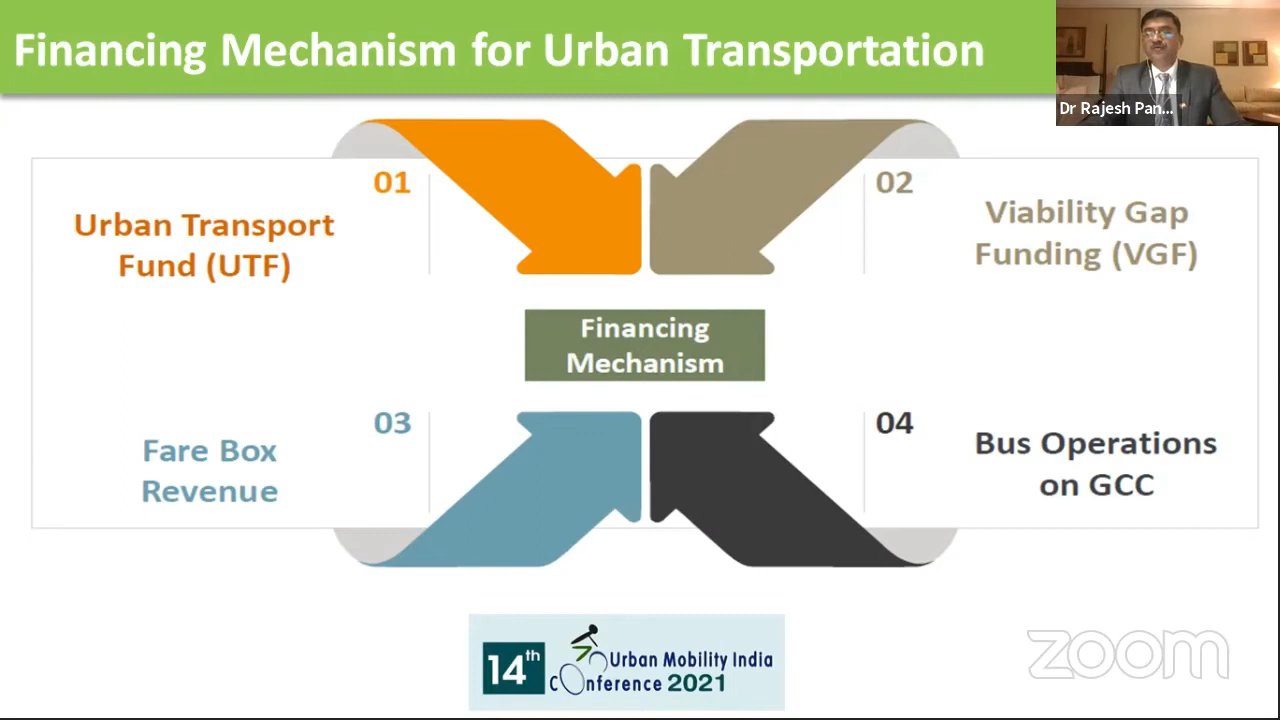 Financing Mechanism for Urban Transportation
Dr Rajesh Pan...
01
Urban Transport
Fund (UTF)
02
Viability Gap
Funding (VGF)
Financing
Mechanism
03
Fare Box
Revenue
04
Bus Operations
on GCC
14th
Urban Mobility India
Conference 2021
zoom